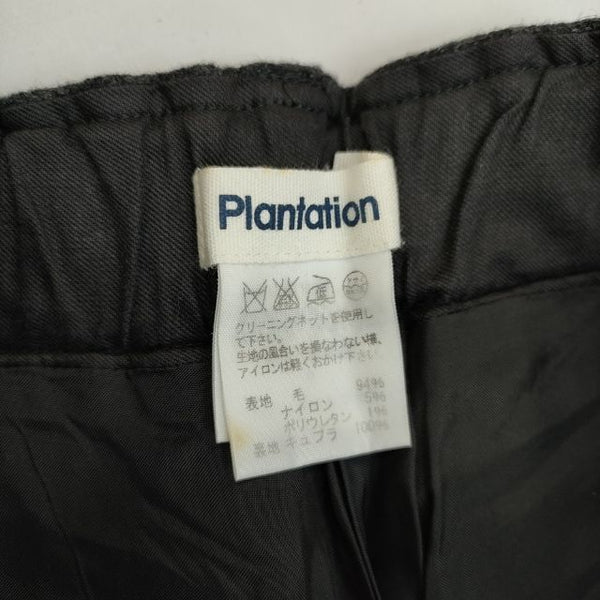 Plantation
クリーニングネットを使用し
て下さい。
生地の風合いを損なわない様、
アイロンは軽くおかけ下さい。
表地 毛 94%
ナイロン 5%
ポリウレタン 1%
裏地 キュプラ 100%